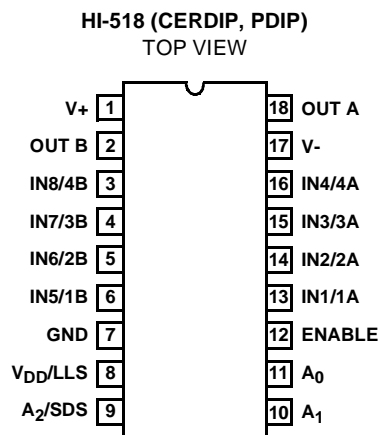 HI-518 (CERDIP, PDIP)
TOP VIEW
V+ 1 18 OUT A
OUT B 2 17 V-
IN8/4B 3 16 IN4/4A
IN7/3B 4 15 IN3/3A
IN6/2B 5 14 IN2/2A
IN5/1B 6 13 IN1/1A
GND 7 12 ENABLE
VDD/LLS 8 11 A0
A2/SDS 9 10 A1